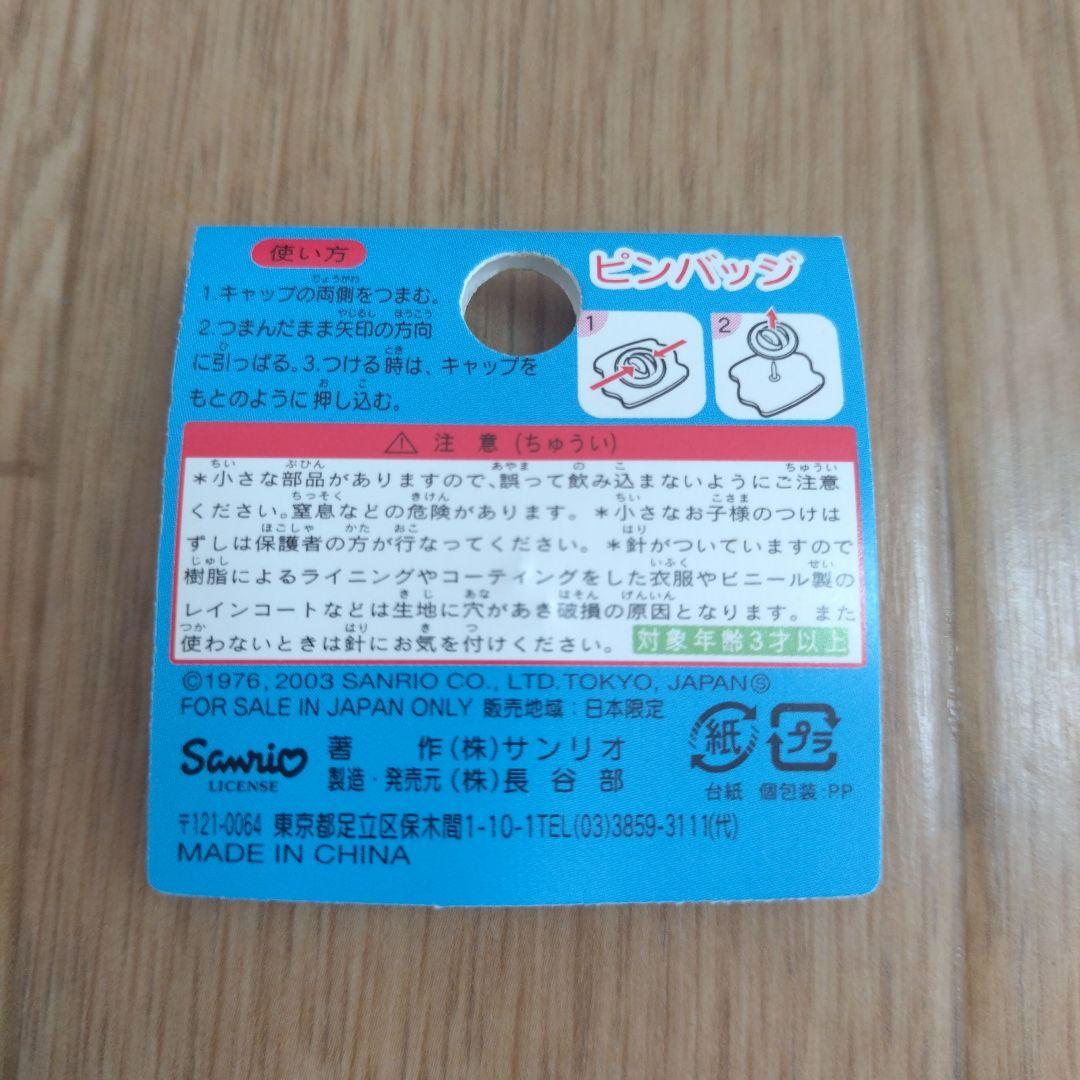 使い方
ピンバッジ
1.キャップの両側をつまむ。
2.つまんだまま矢印の方向
に引っぱる。3.つける時は、キャップを
もとのように押し込む。
1
2
注意(ちゅうい)
*小さな部品がありますので、誤って飲み込まないようにご注意
ください。窒息などの危険があります。*小さなお子様のつけは
ずしは保護者の方が行なってください。*針がついていますので
樹脂によるライニングやコーティングをした衣服やビニール製の
レインコートなどは生地に穴があき破損の原因となります。また
使わないときは針にお気を付けください。 対象年齢3才以上
©1976, 2003 SANRIO CO., LTD. TOKYO, JAPAN Ⓢ
FOR SALE IN JAPAN ONLY 販売地域:日本限定
Sanrio
LICENSE
著 作(株)サンリオ
製造・発売元(株)長谷部
紙
プラ
台紙 個包装:PP
〒121-0064 東京都足立区保木間1-10-1TEL(03)3859-3111(代)
MADE IN CHINA